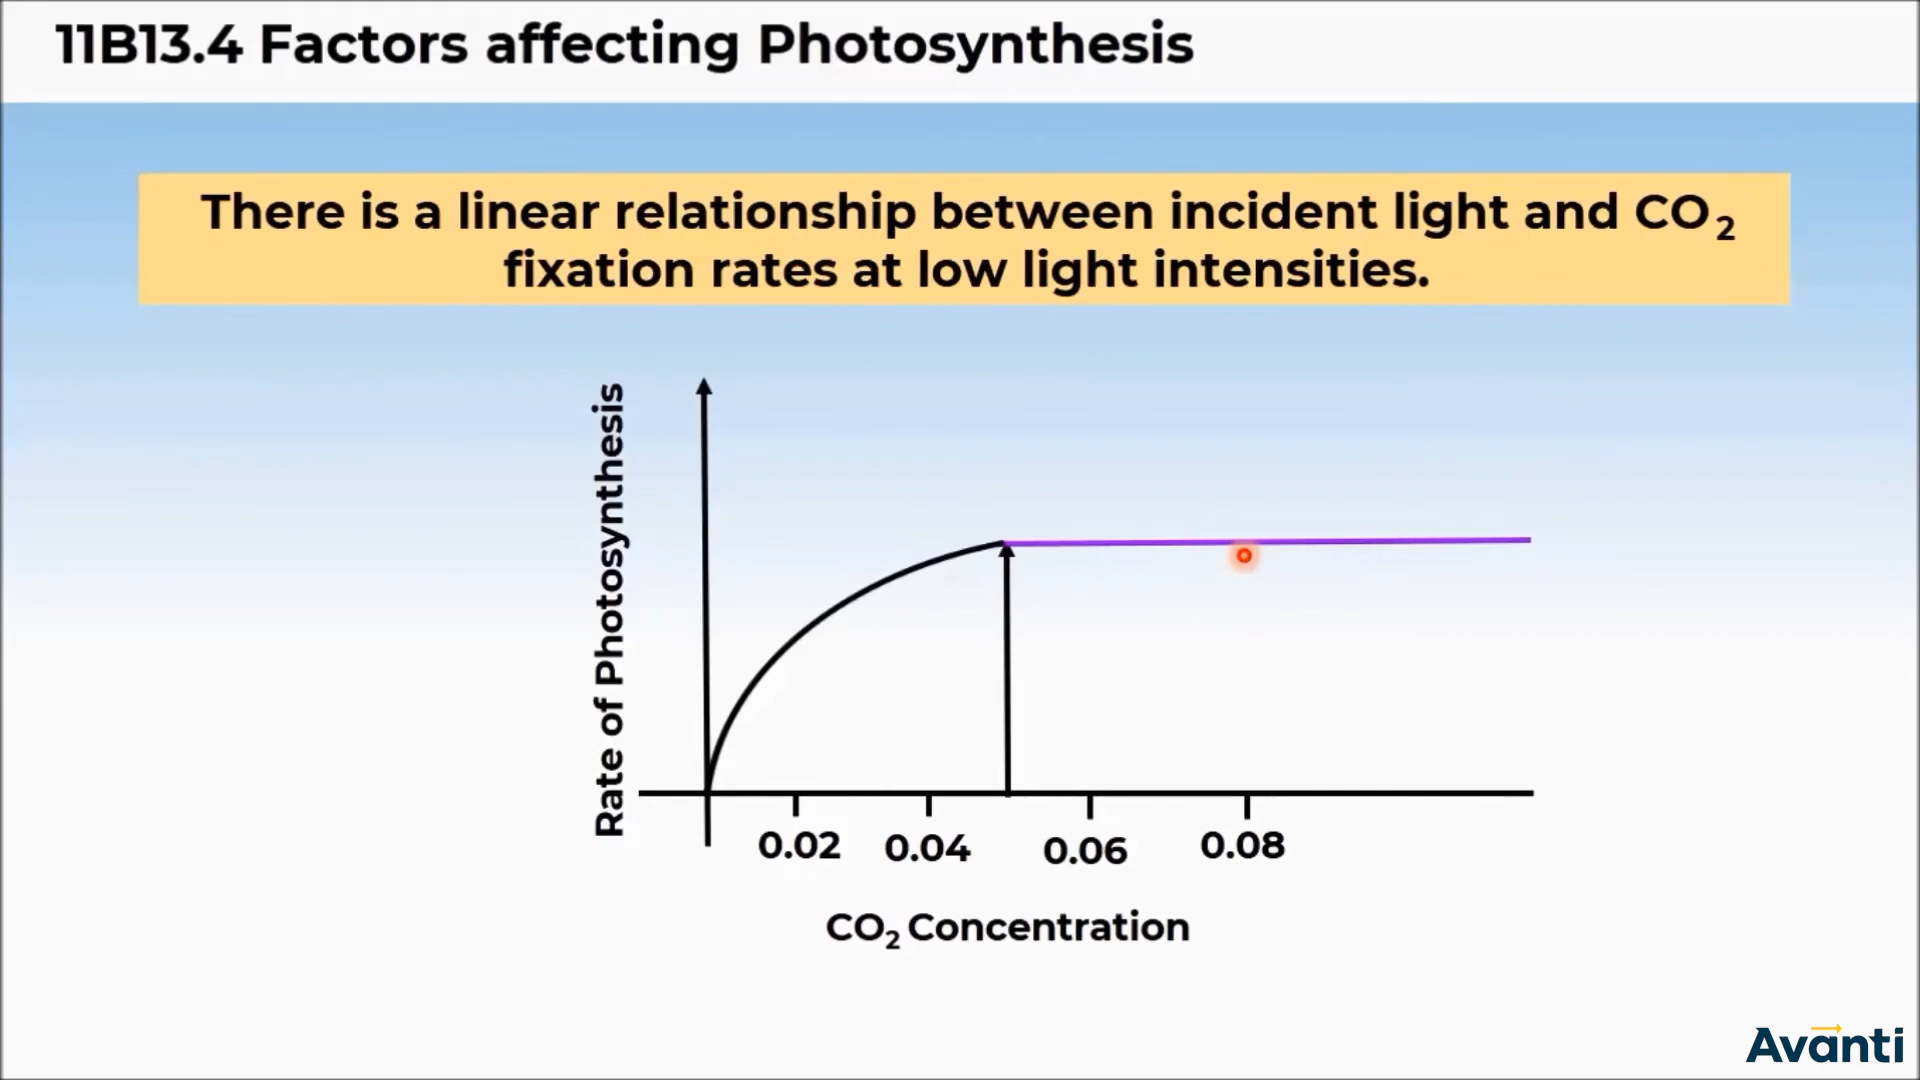 11B13.4 Factors affecting Photosynthesis
There is a linear relationship between incident light and CO₂
fixation rates at low light intensities.
Rate of Photosynthesis
0.02 0.04 0.06 0.08
CO₂ Concentration
Avanti